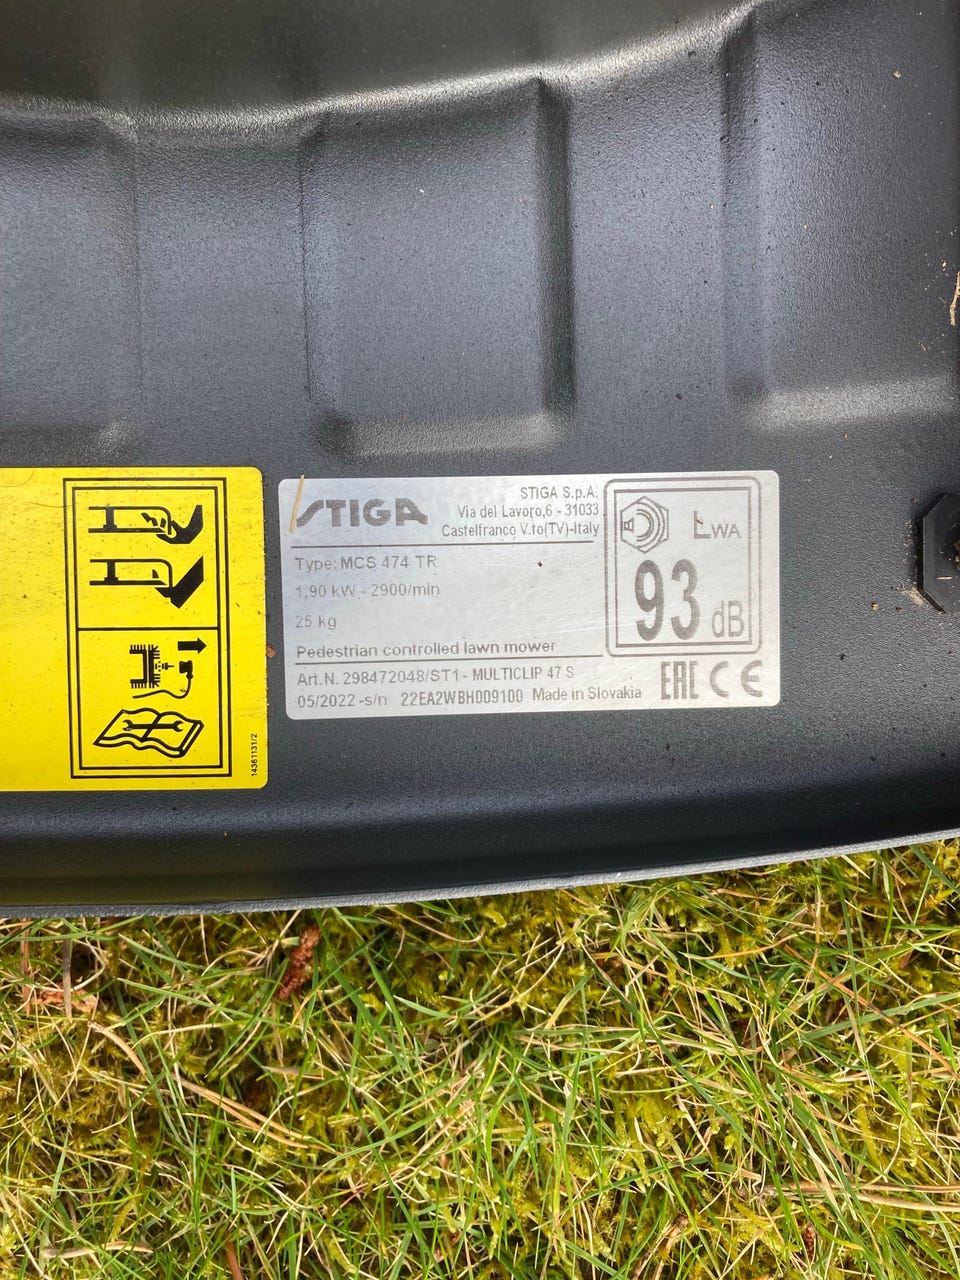 STIGA
STIGA S.p.A.
Via del Lavoro,6 - 31033
Castelfranco V.to(TV)-Italy
Type: MCS 474 TR
1,90 kW - 2900/min
25 kg
Pedestrian controlled lawn mower
Art.N. 298472048/ST1 - MULTICLIP 47 S
05/2022 -s/n 22EA2WBH009100 Made in Slovakia
LWA
93 dB
EAC CE
14361131/2